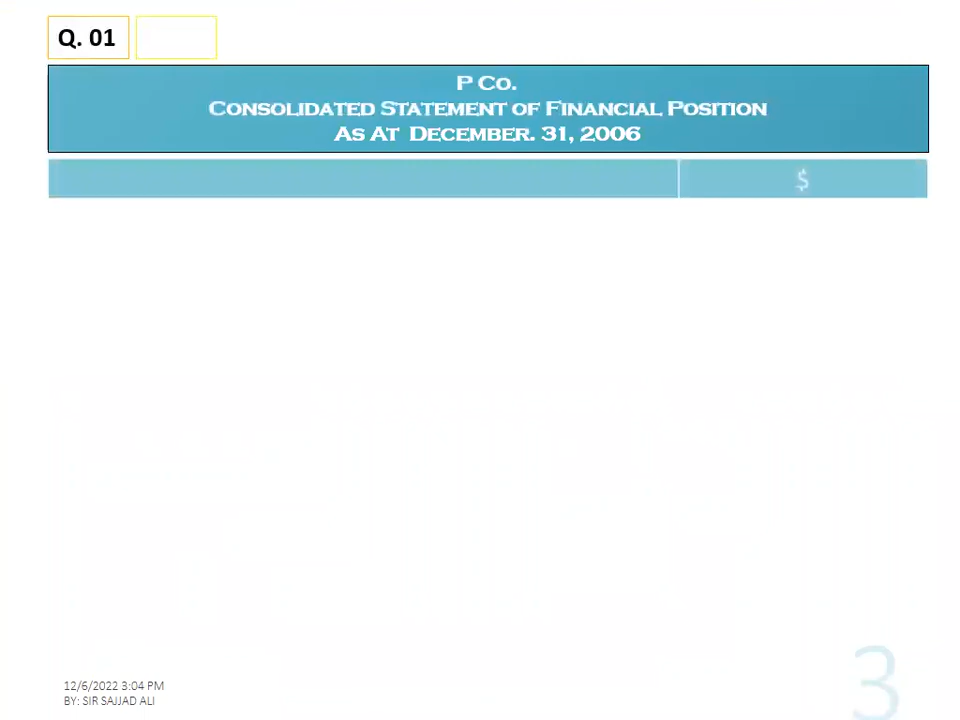 Q. 01
P Co.
Consolidated Statement of Financial Position
As At December. 31, 2006
$
12/6/2022 3:04 PM
BY: SIR SAJJAD ALI
3